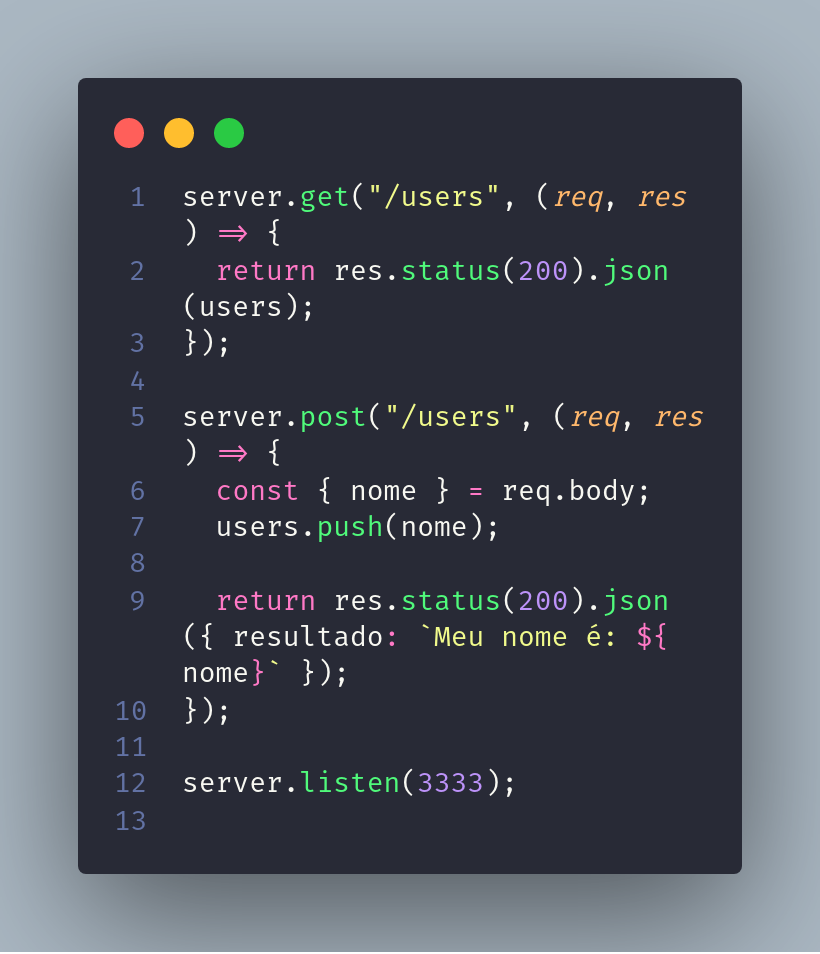 1 server.get("/users", (req, res
) => {
2   return res.status(200).json
(users);
3 });
4
5 server.post("/users", (req, res
) => {
6   const { nome } = req.body;
7   users.push(nome);
8
9   return res.status(200).json
({ resultado: `Meu nome é: ${
nome}` });
10 });
11
12 server.listen(3333);
13